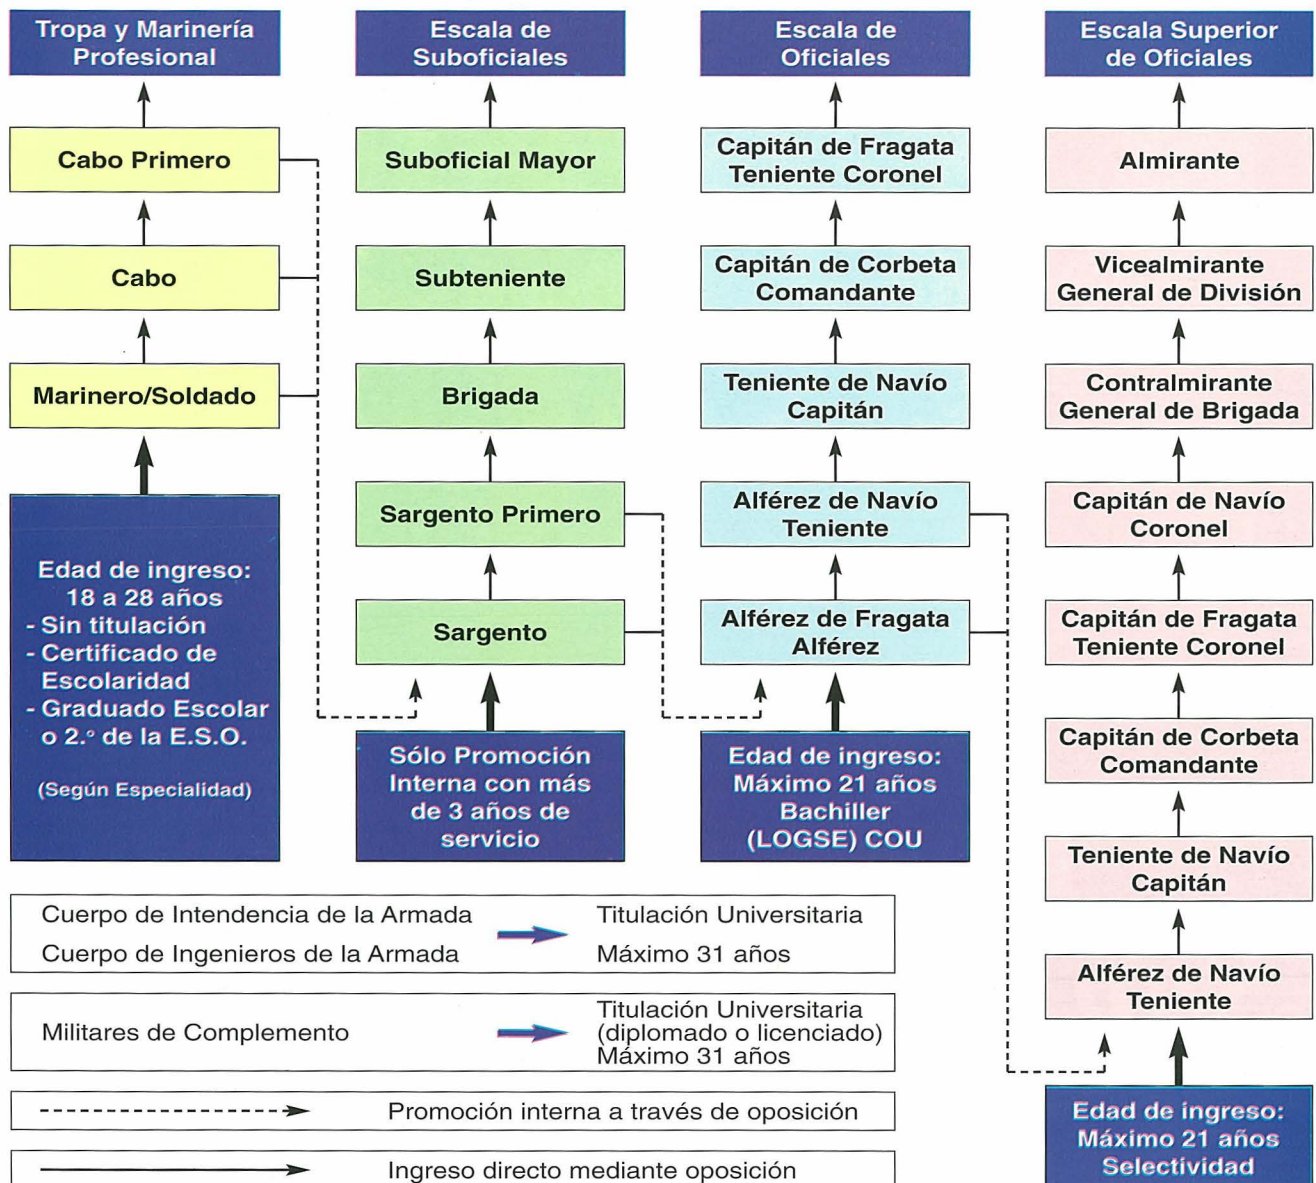 Tropa y Marinería
Profesional
Cabo Primero
Cabo
Marinero/Soldado
Edad de ingreso:
18 a 28 años
- Sin titulación
- Certificado de
Escolaridad
- Graduado Escolar
o 2.º de la E.S.O.
(Según Especialidad)
Escala de
Suboficiales
Suboficial Mayor
Subteniente
Brigada
Sargento Primero
Sargento
Sólo Promoción
Interna con más
de 3 años de
servicio
Escala de
Oficiales
Capitán de Fragata
Teniente Coronel
Capitán de Corbeta
Comandante
Teniente de Navío
Capitán
Alférez de Navío
Teniente
Alférez de Fragata
Alférez
Edad de ingreso:
Máximo 21 años
Bachiller
(LOGSE) COU
Escala Superior
de Oficiales
Almirante
Vicealmirante
General de División
Contralmirante
General de Brigada
Capitán de Navío
Coronel
Capitán de Fragata
Teniente Coronel
Capitán de Corbeta
Comandante
Teniente de Navío
Capitán
Alférez de Navío
Teniente
Edad de ingreso:
Máximo 21 años
Selectividad
Cuerpo de Intendencia de la Armada
Cuerpo de Ingenieros de la Armada
Titulación Universitaria
Máximo 31 años
Militares de Complemento
Titulación Universitaria
(diplomado o licenciado)
Máximo 31 años
Promoción interna a través de oposición
Ingreso directo mediante oposición